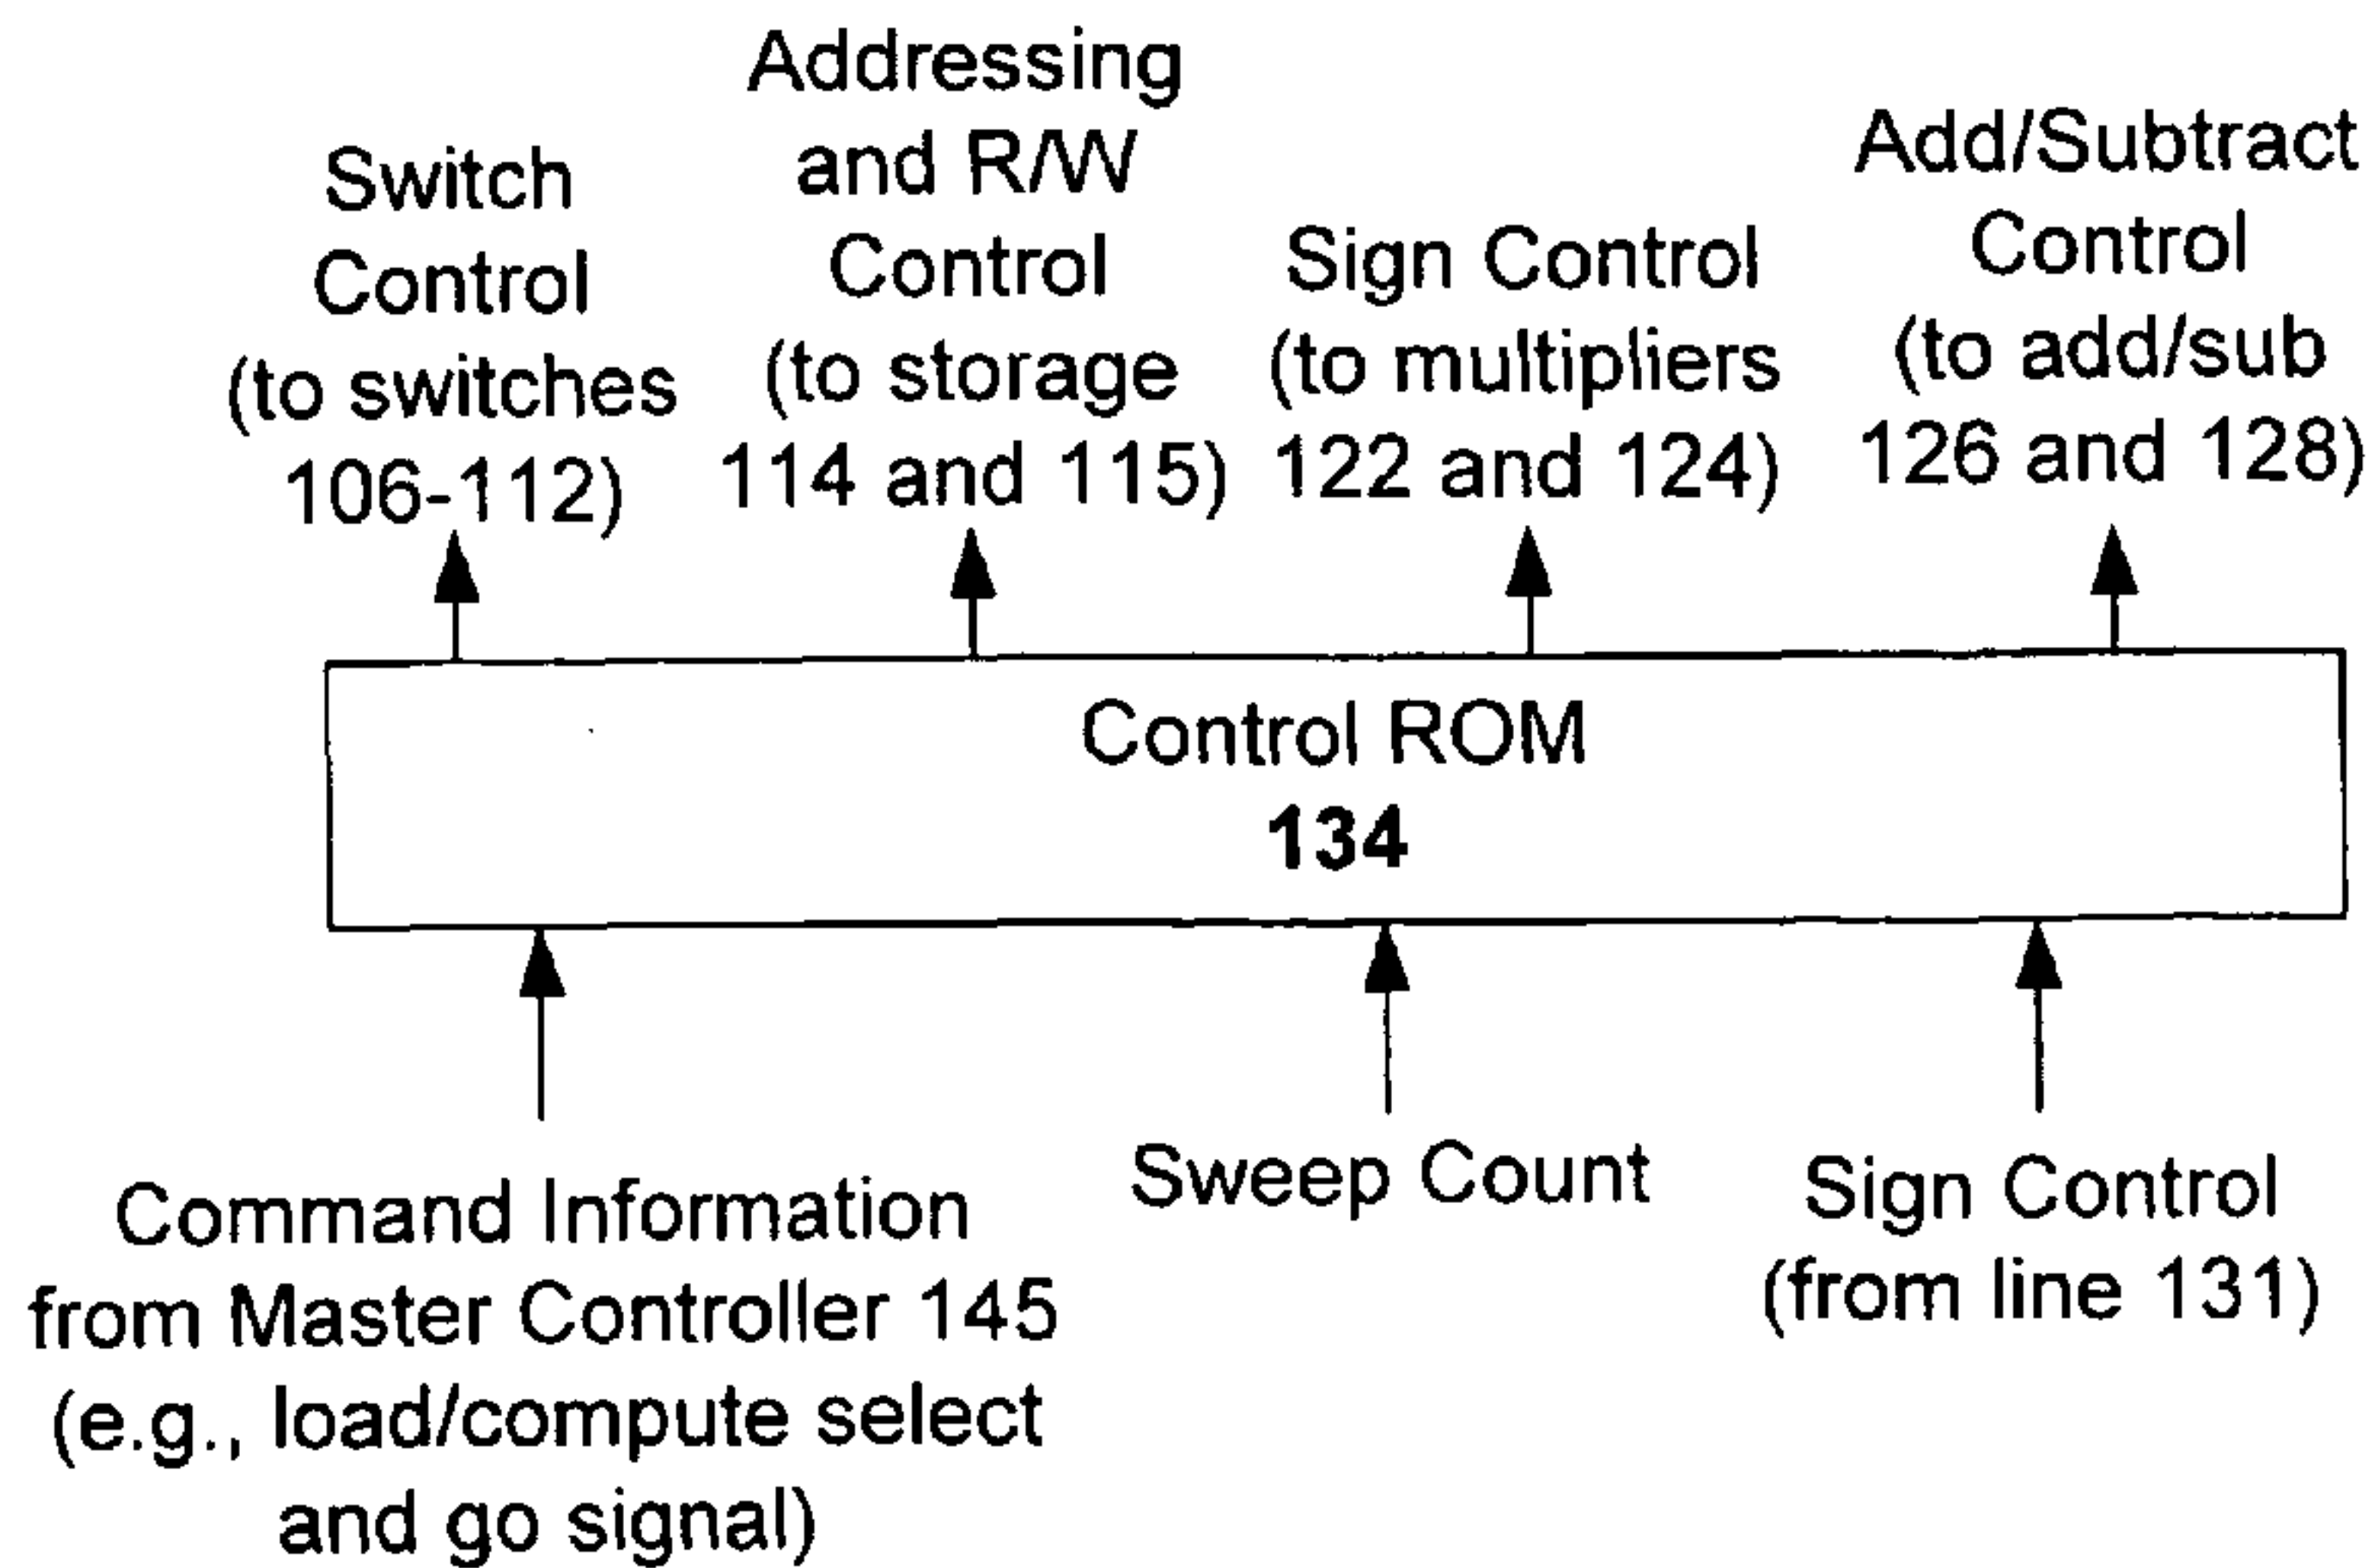 Switch
Control
(to switches
106-112)
Addressing
and R/W
Control
(to storage
114 and 115)
Sign Control
(to multipliers
122 and 124)
Add/Subtract
Control
(to add/sub
126 and 128)
Control ROM
134
Command Information
from Master Controller 145
(e.g., load/compute select
and go signal)
Sweep Count
Sign Control
(from line 131)